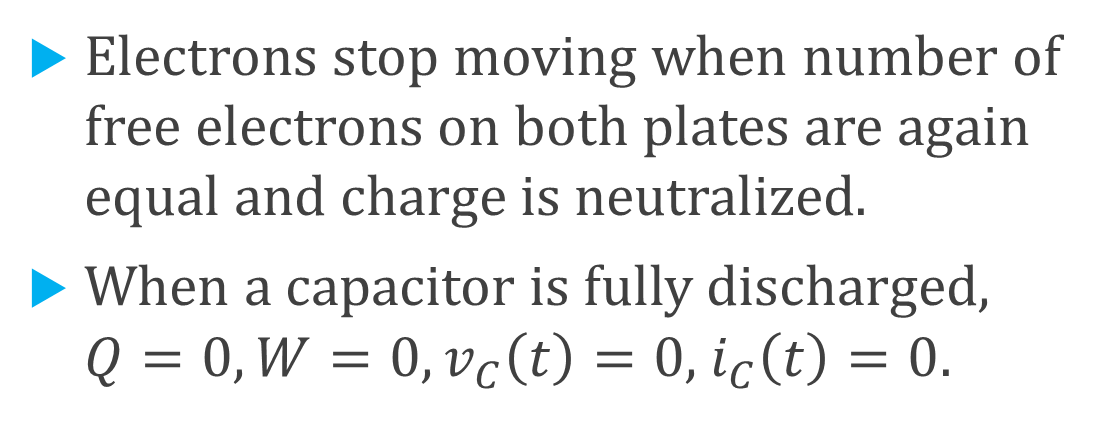 Electrons stop moving when number of
free electrons on both plates are again
equal and charge is neutralized.
When a capacitor is fully discharged,
Q = 0, W = 0, v_C(t) = 0, i_C(t) = 0.